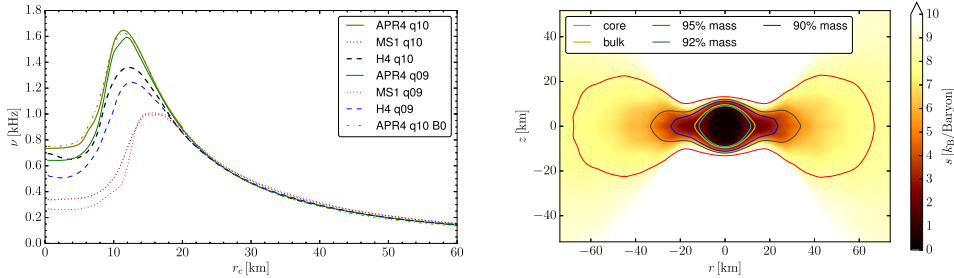 1.8
1.6
1.4
1.2
1.0
0.8
0.6
0.4
0.2
0.0
ν [kHz]
APR4 q10
MS1 q10
H4 q10
APR4 q09
MS1 q09
H4 q09
APR4 q10 B0
0 10 20 30 40 50 60
r_c [km]
core 95% mass 90% mass
bulk 92% mass
40
20
0
−20
−40
z [km]
−60 −40 −20 0 20 40 60
r [km]
10
9
8
7
6
5
4
3
2
1
0
s [k_B/Baryon]